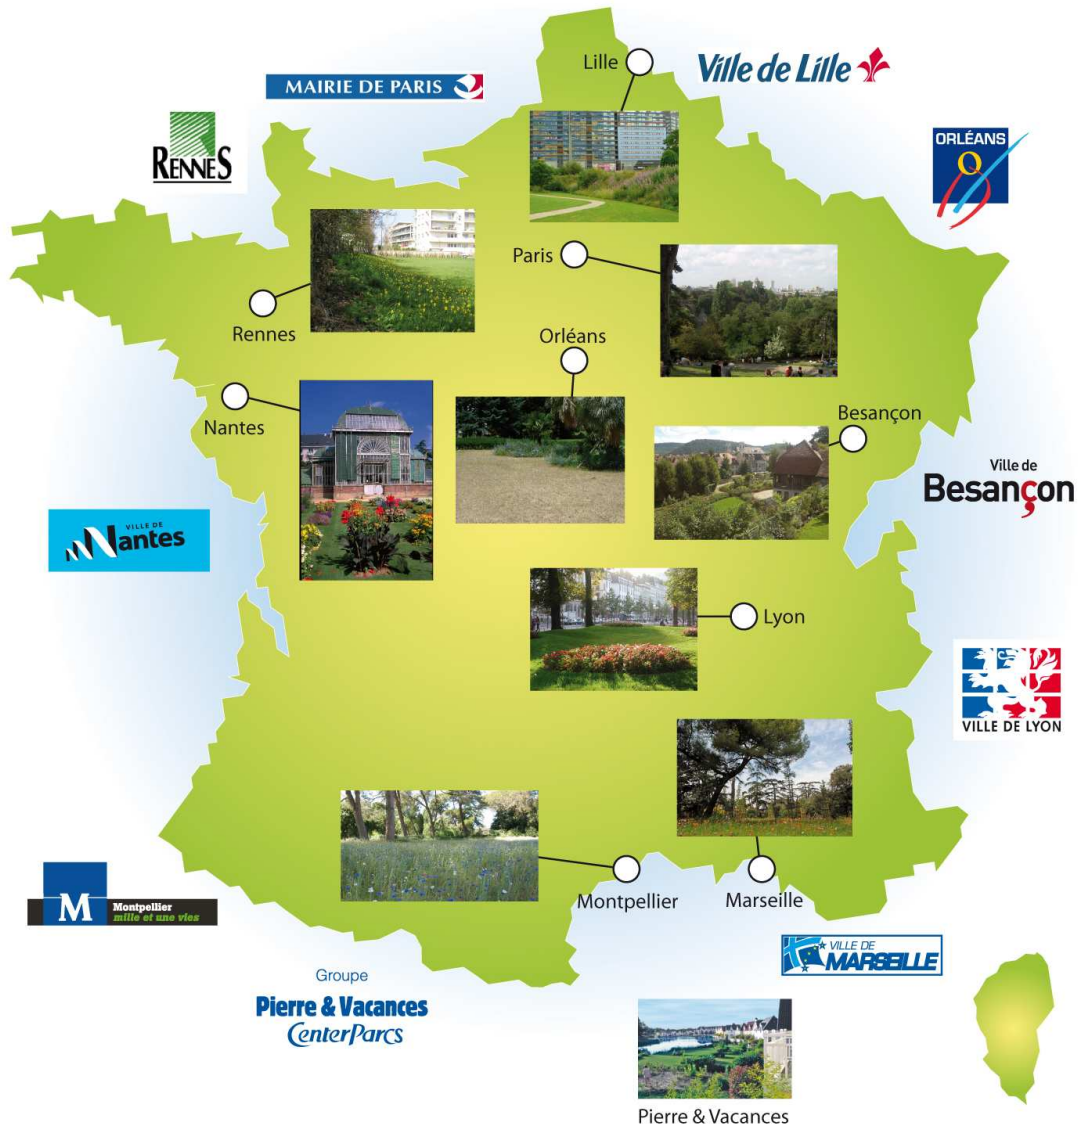 Lille
Ville de Lille
MAIRIE DE PARIS
RENNES
ORLÉANS
Paris
Rennes
Orléans
Nantes
Besançon
Ville de
Besançon
VILLE DE
Nantes
Lyon
VILLE DE LYON
M
Montpellier
mille et une vies
Montpellier
Marseille
VILLE DE
MARSEILLE
Groupe
Pierre & Vacances
CenterParcs
Pierre & Vacances